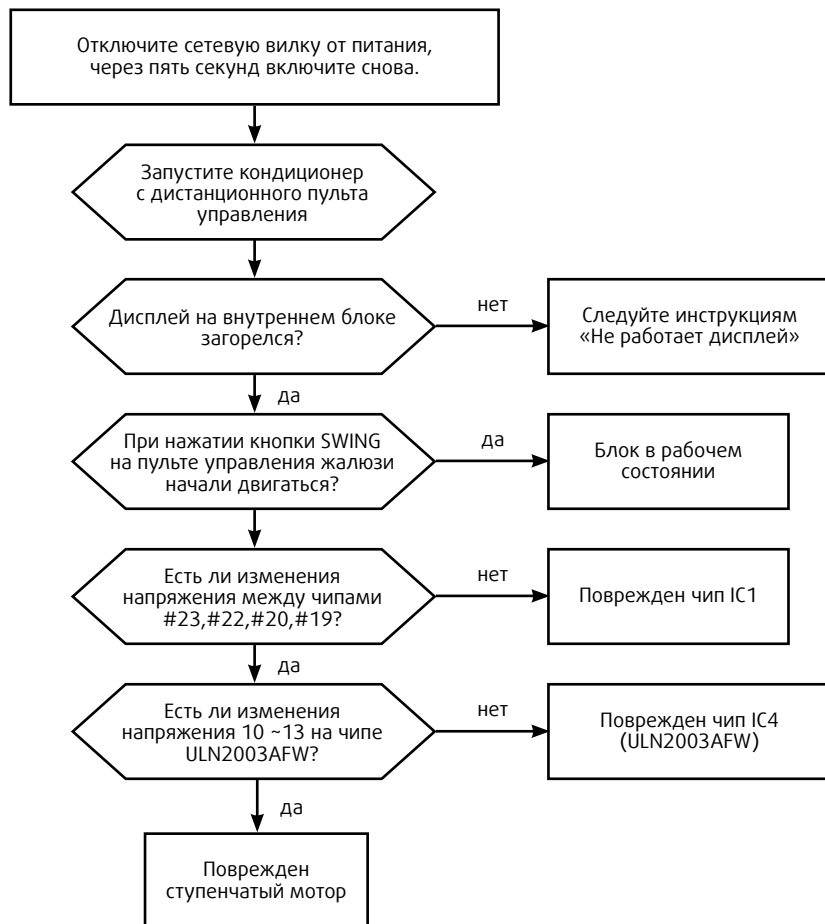 Отключите сетевую вилку от питания,
через пять секунд включите снова.
Запустите кондиционер
с дистанционного пульта
управления
Дисплей на внутреннем блоке
загорелся?
нет
Следуйте инструкциям
«Не работает дисплей»
да
При нажатии кнопки SWING
на пульте управления жалюзи
начали двигаться?
да
Блок в рабочем
состоянии
Есть ли изменения
напряжения между чипами
#23,#22,#20,#19?
нет
Поврежден чип IC1
да
Есть ли изменения
напряжения 10 ~13 на чипе
ULN2003AFW?
нет
Поврежден чип IC4
(ULN2003AFW)
да
Поврежден
ступенчатый мотор